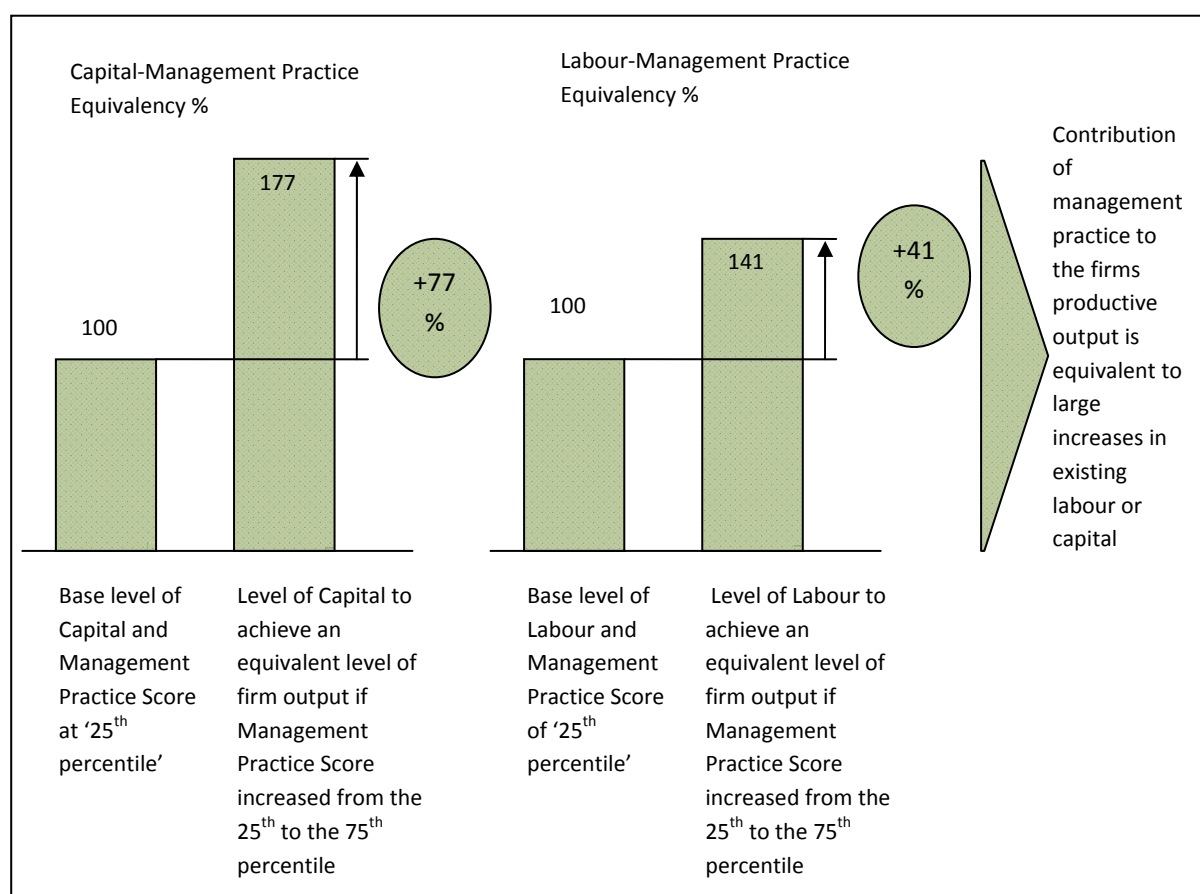 Capital-Management Practice
Equivalency %
177
100
+77
%
Base level of
Capital and
Management
Practice Score
at ‘25th
percentile’
Level of Capital to
achieve an
equivalent level of
firm output if
Management
Practice Score
increased from the
25th to the 75th
percentile
Labour-Management Practice
Equivalency %
141
100
+41
%
Base level of
Labour and
Management
Practice Score
of ‘25th
percentile’
Level of Labour to
achieve an
equivalent level of
firm output if
Management
Practice Score
increased from the
25th to the 75th
percentile
Contribution
of
management
practice to
the firms
productive
output is
equivalent to
large
increases in
existing
labour or
capital